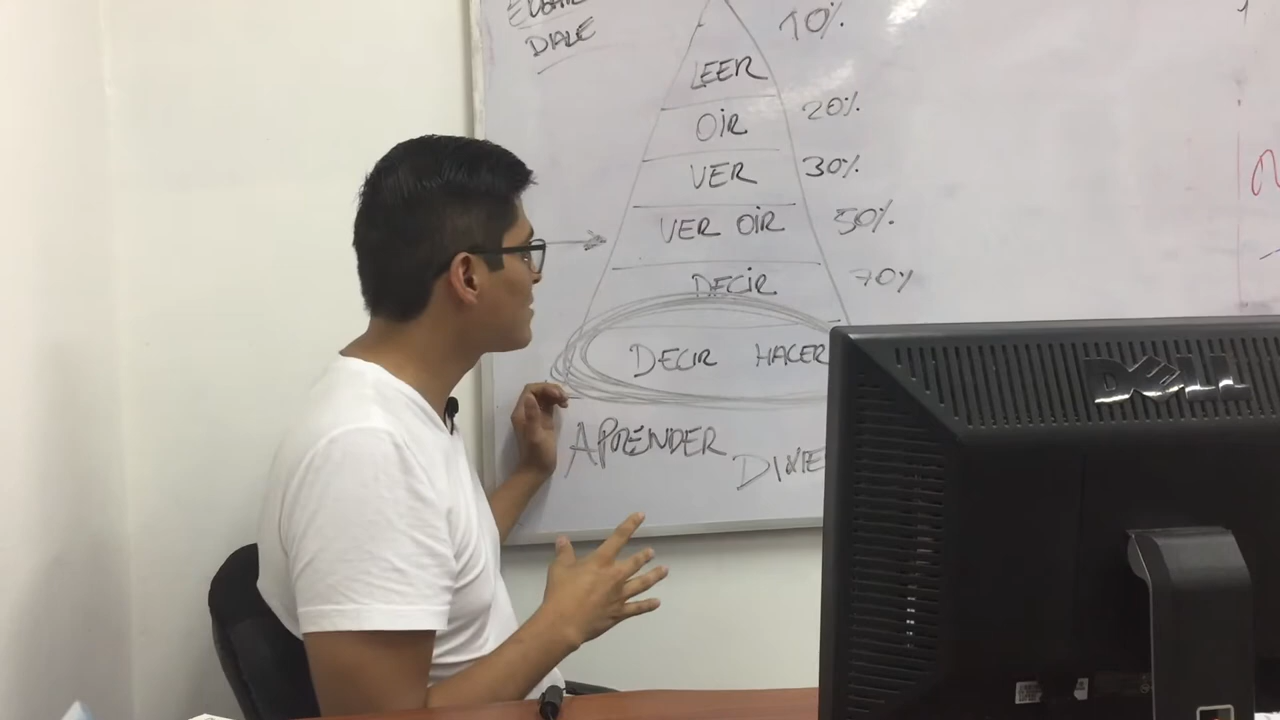 DIALE
10%
LEER
20%
OIR
30%
VER
50%
VER OIR
70%
DECIR
DECIR HACER
APRENDER
DELL